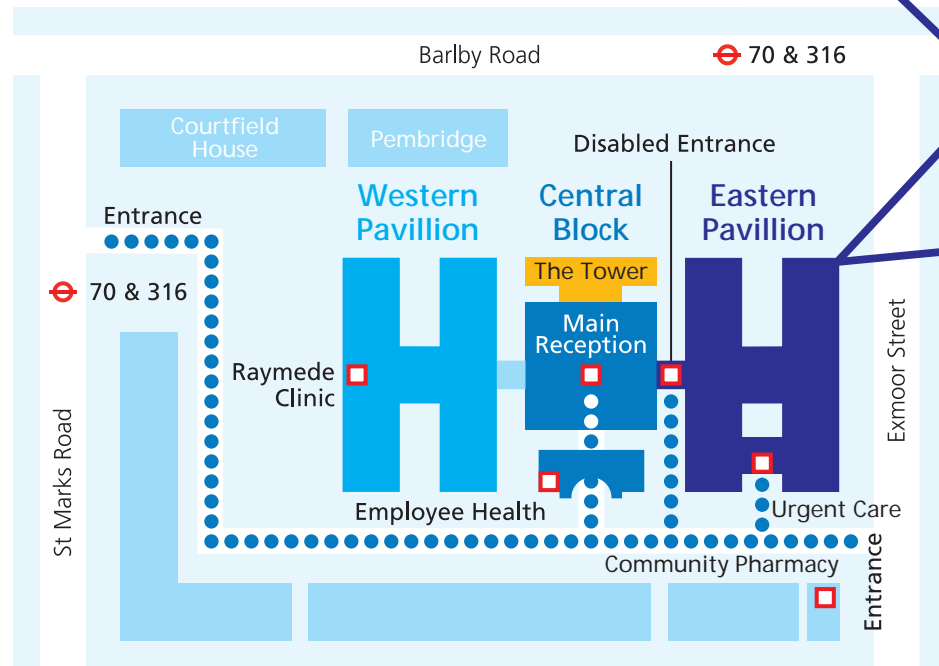 Barlby Road
70 & 316
Courtfield
House
Pembridge
Disabled Entrance
Western
Pavillion
Central
Block
Eastern
Pavillion
Entrance
The Tower
70 & 316
Main
Reception
Raymede
Clinic
Exmoor Street
St Marks Road
Employee Health
Urgent Care
Community Pharmacy
Entrance